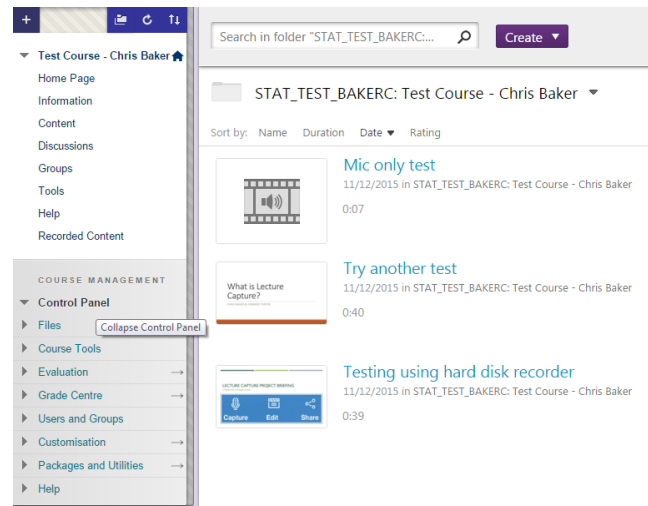 Test Course - Chris Baker
Home Page
Information
Content
Discussions
Groups
Tools
Help
Recorded Content
COURSE MANAGEMENT
Control Panel
Files
Collapse Control Panel
Course Tools
Evaluation
Grade Centre
Users and Groups
Customisation
Packages and Utilities
Help
Search in folder "STAT_TEST_BAKERC:...
Create
STAT_TEST_BAKERC: Test Course - Chris Baker
Sort by: Name Duration Date Rating
Mic only test
11/12/2015 in STAT_TEST_BAKERC: Test Course - Chris Baker
0:07
What is Lecture
Capture?
Try another test
11/12/2015 in STAT_TEST_BAKERC: Test Course - Chris Baker
0:40
LECTURE CAPTURE PROJECT BRIEFING
Capture Edit Share
Testing using hard disk recorder
11/12/2015 in STAT_TEST_BAKERC: Test Course - Chris Baker
0:39